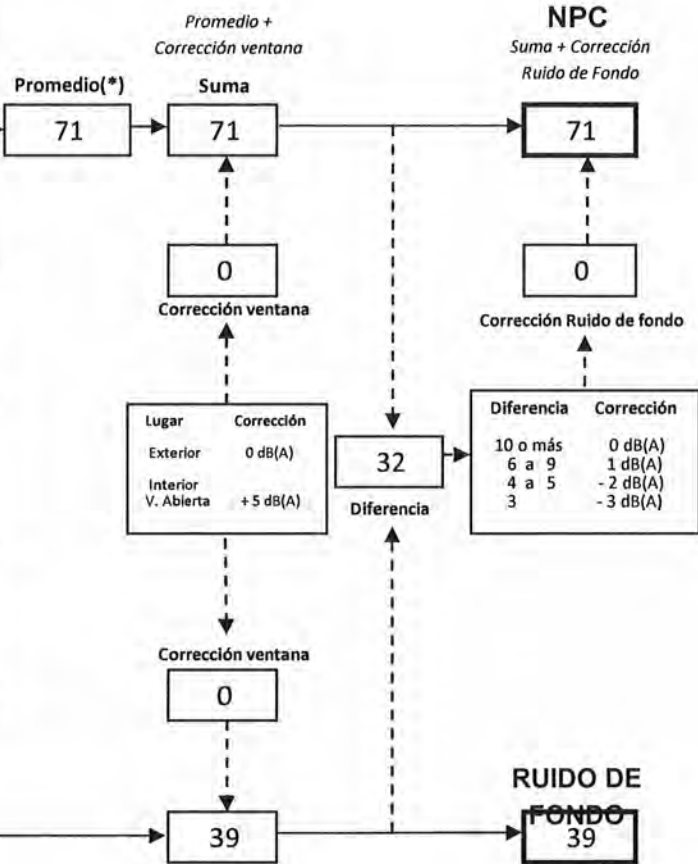 Promedio +
Corrección ventana
NPC
Suma + Corrección
Ruido de Fondo
Promedio(*)
Suma
71
71
71
0
0
Corrección ventana
Corrección Ruido de fondo
Lugar Corrección
Exterior 0 dB(A)
Interior
V. Abierta +5 dB(A)
32
Diferencia
Diferencia Corrección
10 o más 0 dB(A)
6 a 9 1 dB(A)
4 a 5 - 2 dB(A)
3 - 3 dB(A)
Corrección ventana
0
RUIDO DE
FONDO
39
39